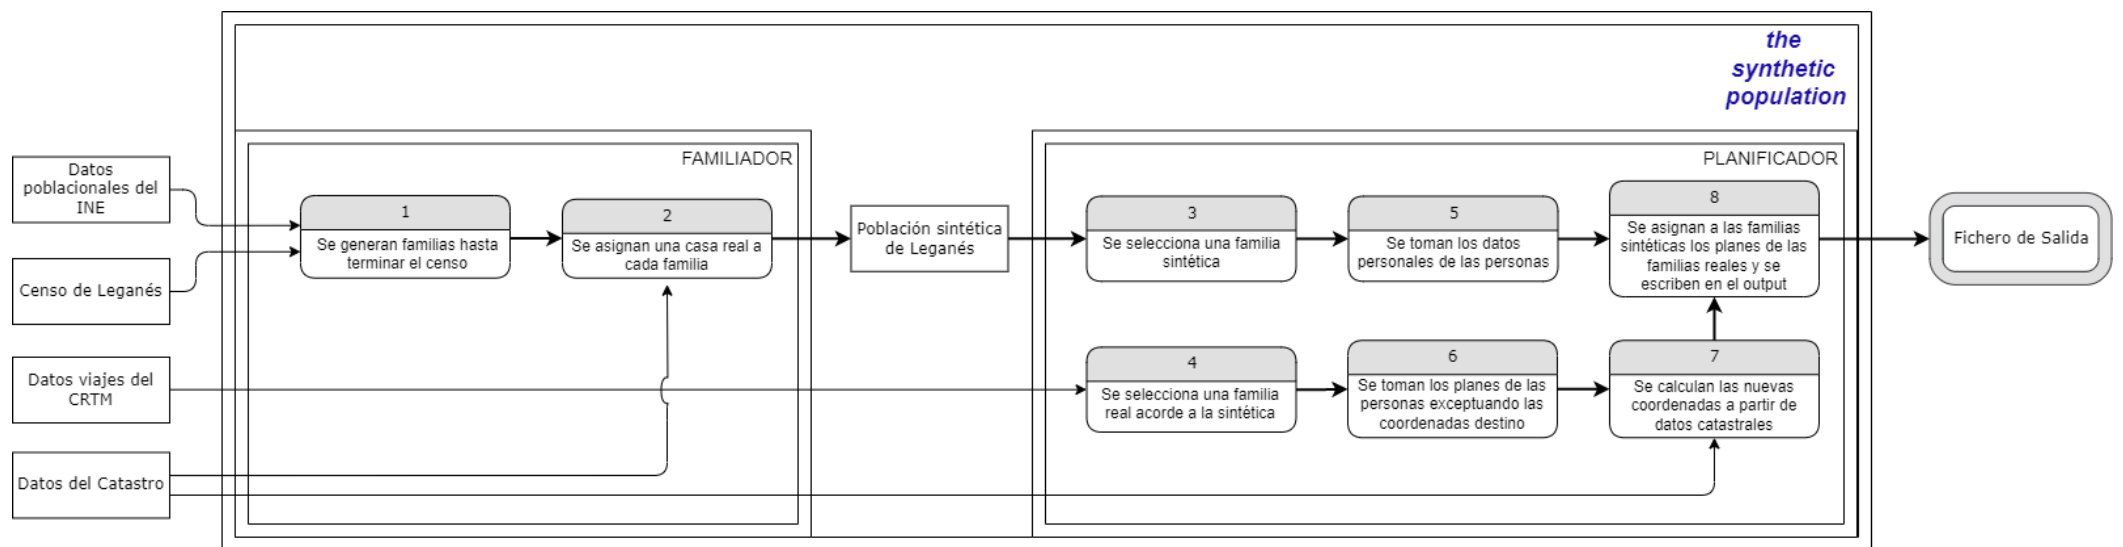 the
synthetic
population
Datos
poblacionales del
INE
Censo de Leganés
Datos viajes del
CRTM
Datos del Catastro
FAMILIADOR
1
Se generan familias hasta
terminar el censo
2
Se asignan una casa real a
cada familia
Población sintética
de Leganés
PLANIFICADOR
3
Se selecciona una familia
sintética
5
Se toman los datos
personales de las personas
8
Se asignan a las familias
sintéticas los planes de las
familias reales y se
escriben en el output
4
Se selecciona una familia
real acorde a la sintética
6
Se toman los planes de las
personas exceptuando las
coordenadas destino
7
Se calculan las nuevas
coordenadas a partir de
datos catastrales
Fichero de Salida